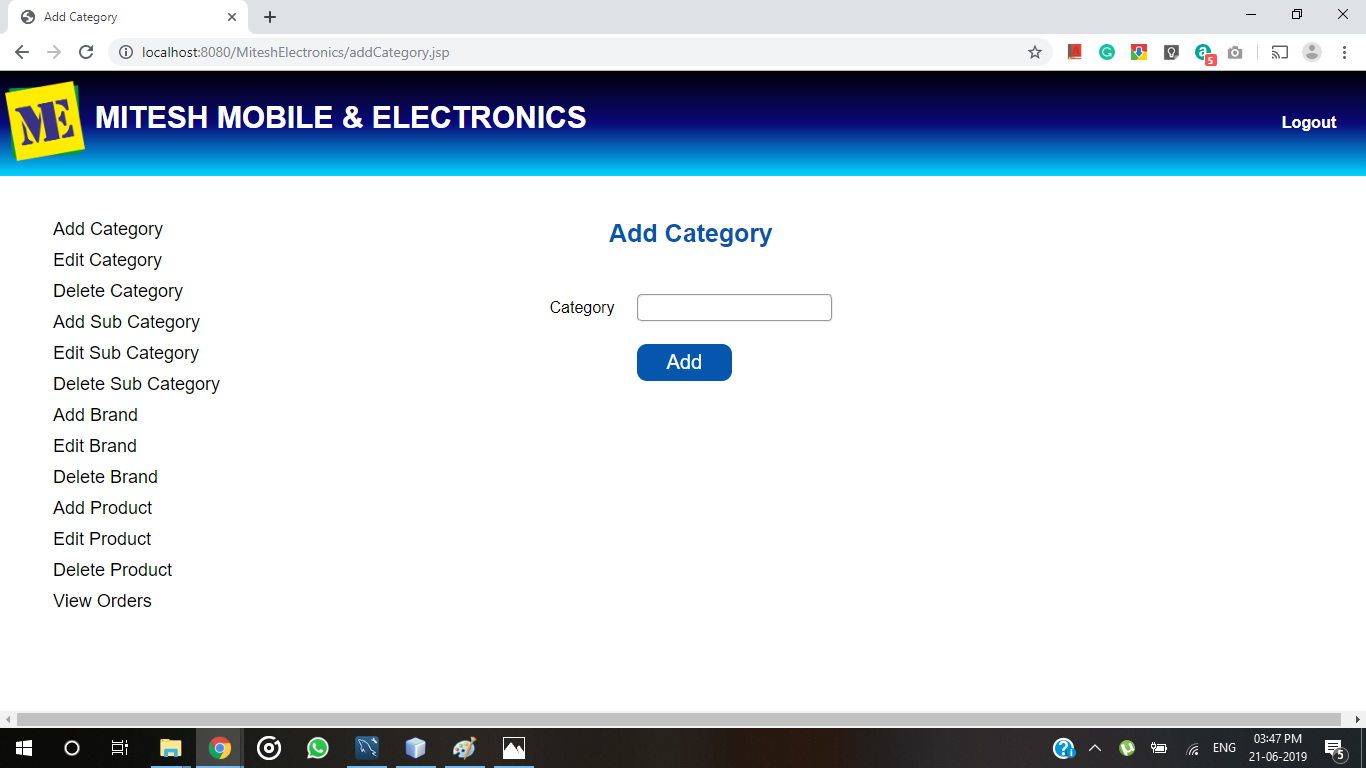 Add Category
localhost:8080/MiteshElectronics/addCategory.jsp
5
ME
MITESH MOBILE & ELECTRONICS
Logout
Add Category
Edit Category
Delete Category
Add Sub Category
Edit Sub Category
Delete Sub Category
Add Brand
Edit Brand
Delete Brand
Add Product
Edit Product
Delete Product
View Orders
Add Category
Category
Add
ENG
03:47 PM
21-06-2019
5